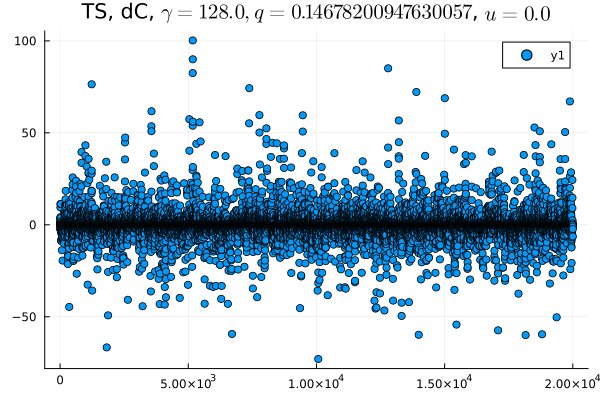 TS, dC, γ = 128.0, q = 0.14678200947630057, u = 0.0
y1
100
50
0
−50
0 5.00×10³ 1.00×10⁴ 1.50×10⁴ 2.00×10⁴